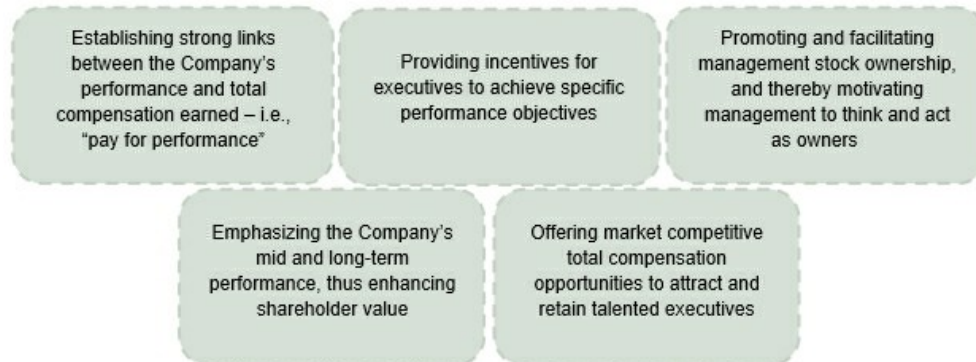 Establishing strong links
between the Company’s
performance and total
compensation earned – i.e.,
“pay for performance”
Providing incentives for
executives to achieve specific
performance objectives
Promoting and facilitating
management stock ownership,
and thereby motivating
management to think and act
as owners
Emphasizing the Company’s
mid and long-term
performance, thus enhancing
shareholder value
Offering market competitive
total compensation
opportunities to attract and
retain talented executives